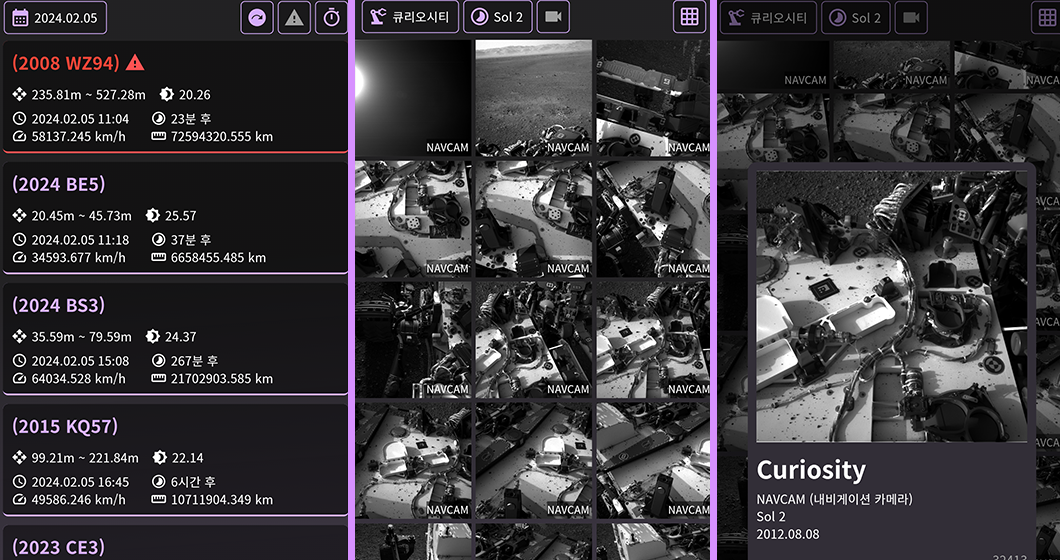 2024.02.05
(2008 WZ94)
235.81m ~ 527.28m 20.26
2024.02.05 11:04 23분 후
58137.245 km/h 72594320.555 km
(2024 BE5)
20.45m ~ 45.73m 25.57
2024.02.05 11:18 37분 후
34593.677 km/h 6658455.485 km
(2024 BS3)
35.59m ~ 79.59m 24.37
2024.02.05 15:08 267분 후
64034.528 km/h 21702903.585 km
(2015 KQ57)
99.21m ~ 221.84m 22.14
2024.02.05 16:45 6시간 후
49586.246 km/h 10711904.349 km
(2023 CE3)
큐리오시티 Sol 2
NAVCAM NAVCAM NAVCAM
NAVCAM NAVCAM NAVCAM
NAVCAM NAVCAM NAVCAM
NAVCAM NAVCAM NAVCAM
큐리오시티 Sol 2
NAVCAM NAVCAM NAVCAM
Curiosity
NAVCAM (내비게이션 카메라)
Sol 2
2012.08.08